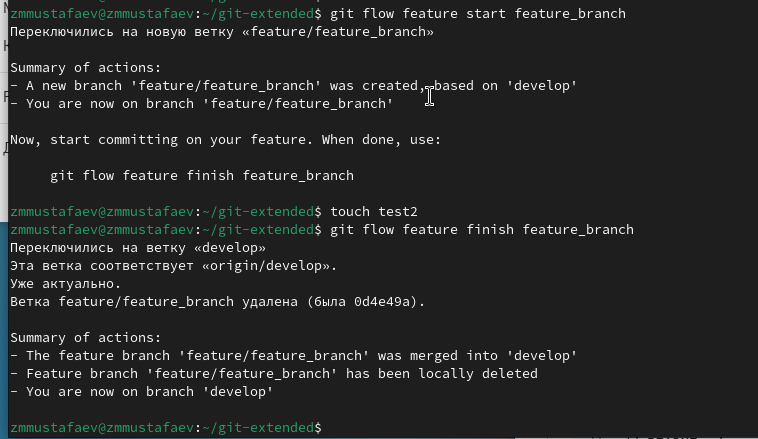 zmmustafaev@zmmustafaev:~/git-extended$ git flow feature start feature_branch
Переключились на новую ветку «feature/feature_branch»
Summary of actions:
- A new branch 'feature/feature_branch' was created, based on 'develop'
- You are now on branch 'feature/feature_branch'
Now, start committing on your feature. When done, use:
git flow feature finish feature_branch
zmmustafaev@zmmustafaev:~/git-extended$ touch test2
zmmustafaev@zmmustafaev:~/git-extended$ git flow feature finish feature_branch
Переключились на ветку «develop»
Эта ветка соответствует «origin/develop».
Уже актуально.
Ветка feature/feature_branch удалена (была 0d4e49a).
Summary of actions:
- The feature branch 'feature/feature_branch' was merged into 'develop'
- Feature branch 'feature/feature_branch' has been locally deleted
- You are now on branch 'develop'
zmmustafaev@zmmustafaev:~/git-extended$